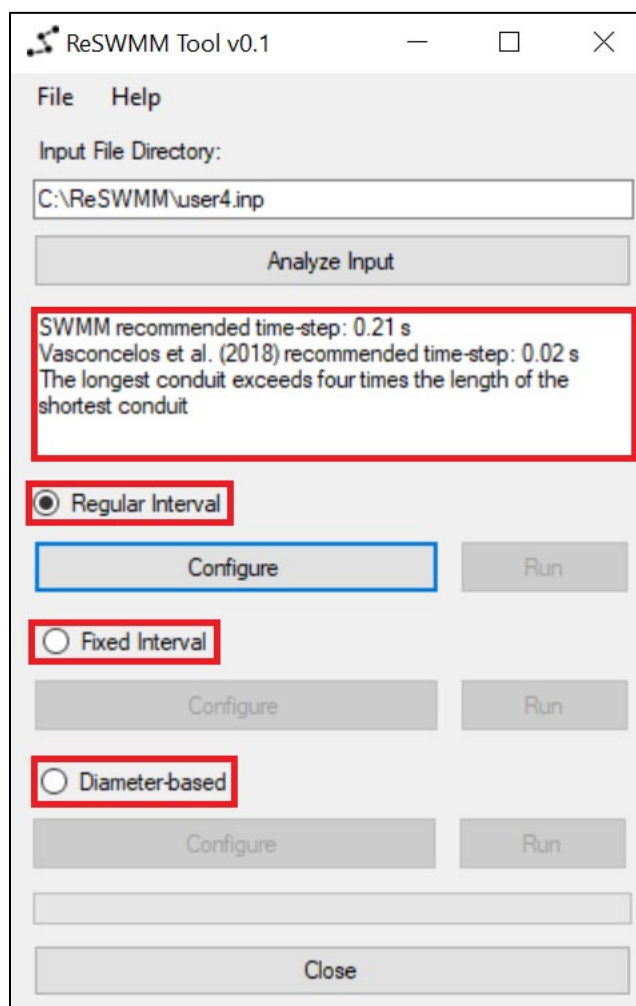 ReSWMM Tool v0.1
File Help
Input File Directory:
C:\ReSWMM\user4.inp
Analyze Input
SWMM recommended time-step: 0.21 s
Vasconcelos et al. (2018) recommended time-step: 0.02 s
The longest conduit exceeds four times the length of the
shortest conduit
Regular Interval
Configure Run
Fixed Interval
Configure Run
Diameter-based
Configure Run
Close